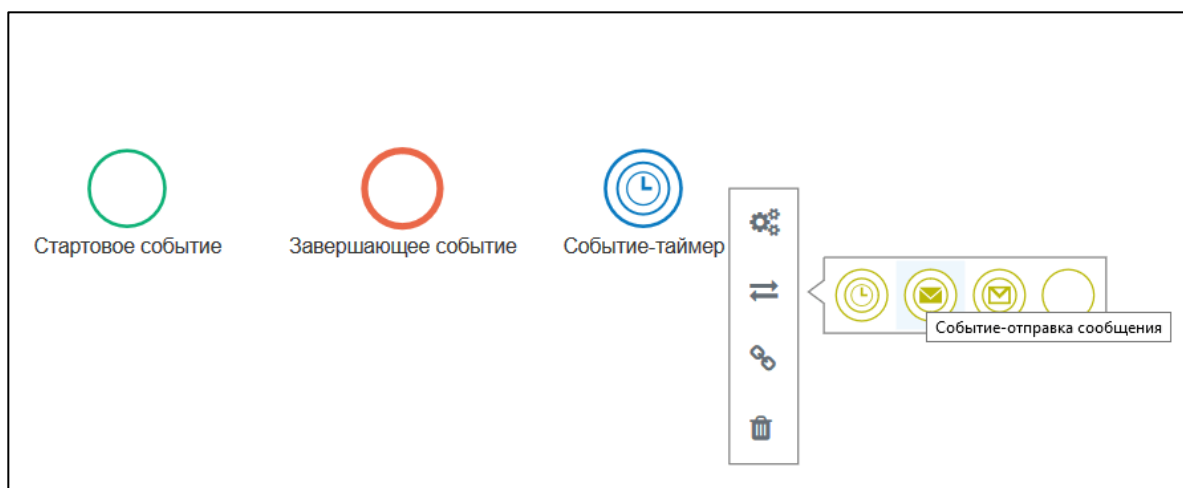 Стартовое событие
Завершающее событие
Событие-таймер
Событие-отправка сообщения